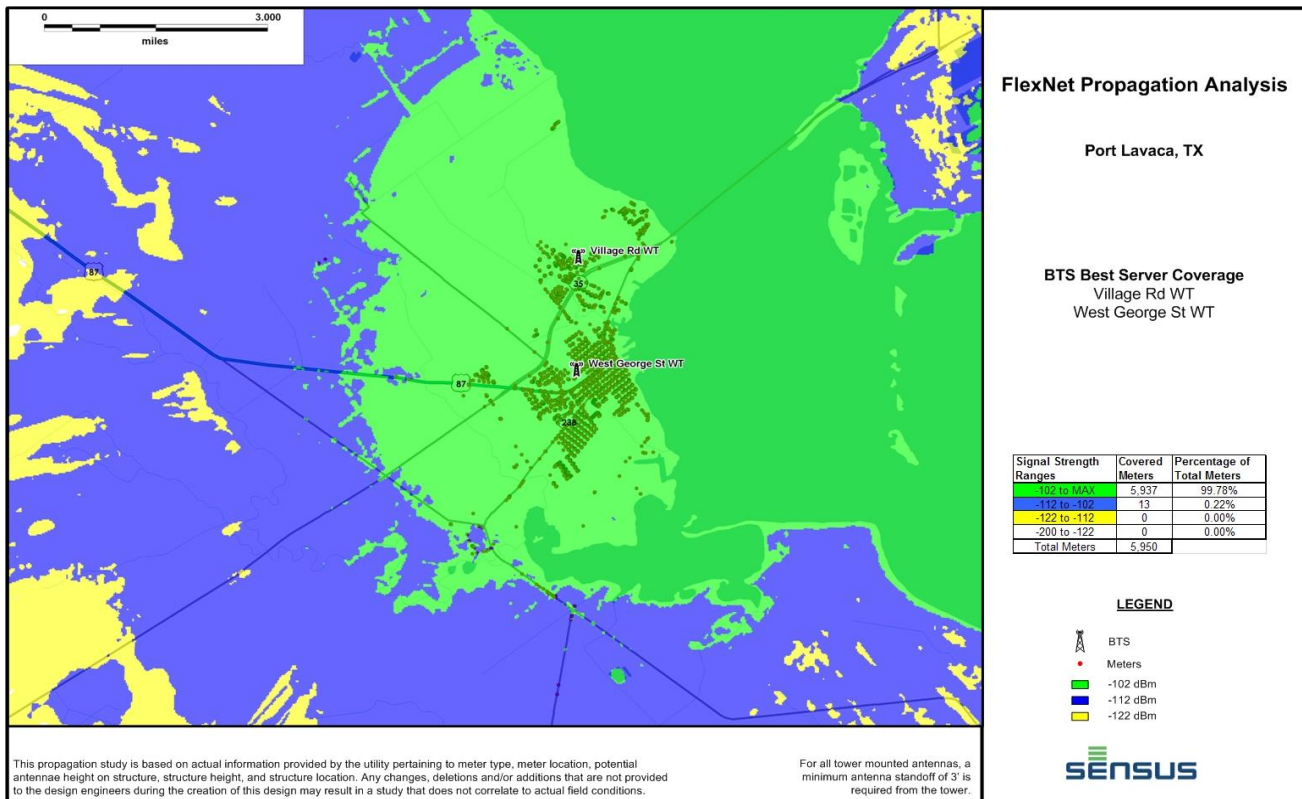 0
3.000
miles
87
Village Rd WT
35
West George St WT
87
238
FlexNet Propagation Analysis
Port Lavaca, TX
BTS Best Server Coverage
Village Rd WT
West George St WT
Signal Strength Ranges Covered Meters Percentage of Total Meters
-102 to MAX 5,937 99.78%
-112 to -102 13 0.22%
-122 to -112 0 0.00%
-200 to -122 0 0.00%
Total Meters 5,950
LEGEND
BTS
Meters
-102 dBm
-112 dBm
-122 dBm
SENSUS
This propagation study is based on actual information provided by the utility pertaining to meter type, meter location, potential
antennae height on structure, structure height, and structure location. Any changes, deletions and/or additions that are not provided
to the design engineers during the creation of this design may result in a study that does not correlate to actual field conditions.
For all tower mounted antennas, a
minimum antenna standoff of 3' is
required from the tower.